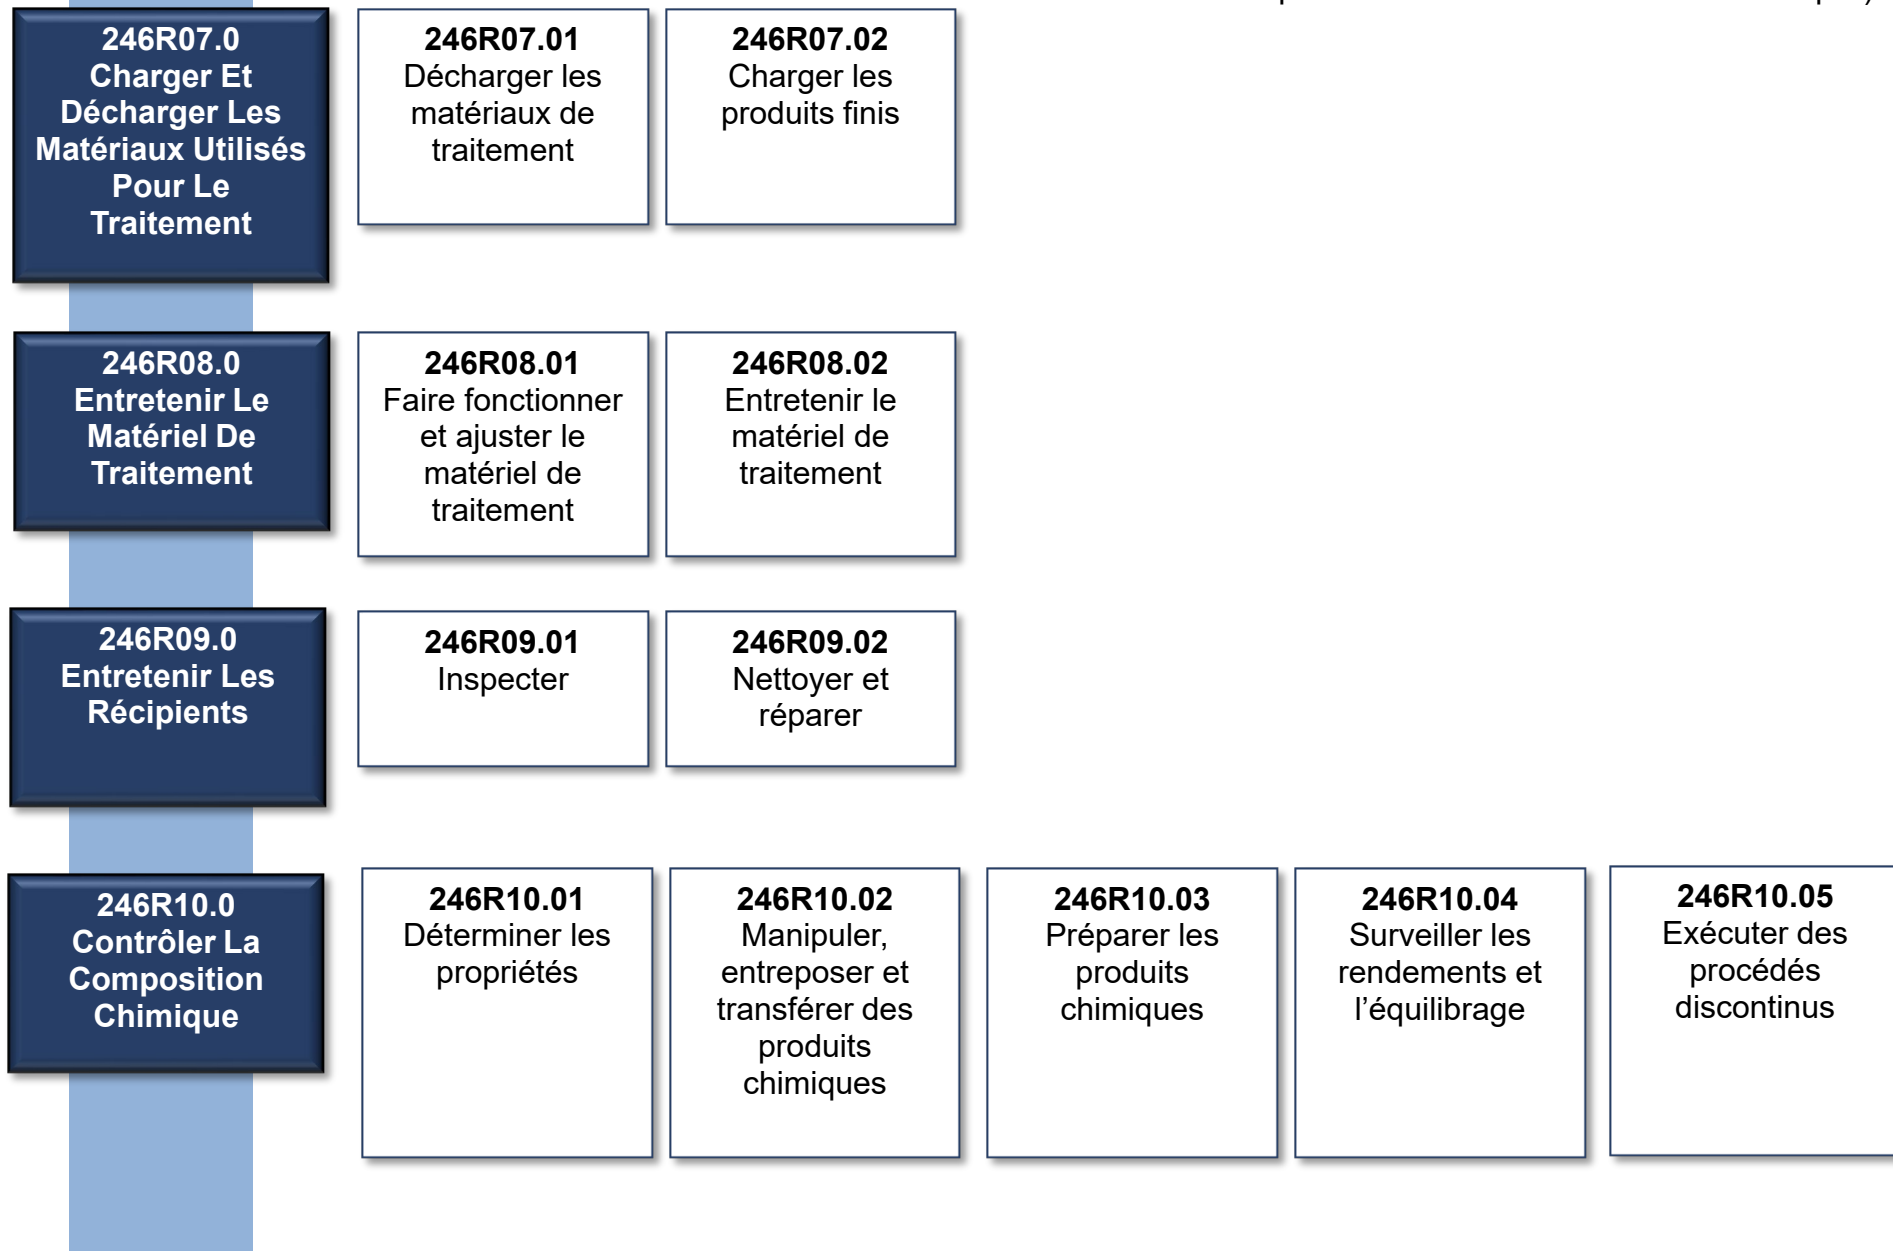 246R07.0
Charger Et
Décharger Les
Matériaux Utilisés
Pour Le
Traitement
246R07.01
Décharger les
matériaux de
traitement
246R07.02
Charger les
produits finis
246R08.0
Entretenir Le
Matériel De
Traitement
246R08.01
Faire fonctionner
et ajuster le
matériel de
traitement
246R08.02
Entretenir le
matériel de
traitement
246R09.0
Entretenir Les
Récipients
246R09.01
Inspecter
246R09.02
Nettoyer et
réparer
246R10.0
Contrôler La
Composition
Chimique
246R10.01
Déterminer les
propriétés
246R10.02
Manipuler,
entreposer et
transférer des
produits
chimiques
246R10.03
Préparer les
produits
chimiques
246R10.04
Surveiller les
rendements et
l’équilibrage
246R10.05
Exécuter des
procédés
discontinus